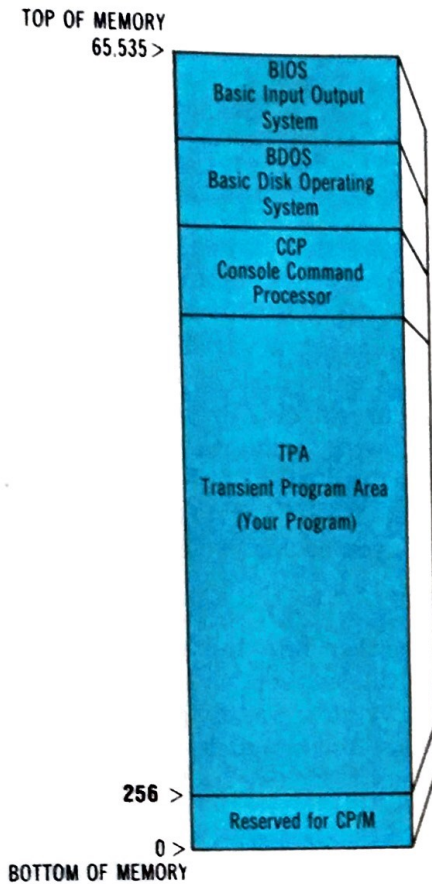 TOP OF MEMORY
65,535 >
BIOS
Basic Input Output
System
BDOS
Basic Disk Operating
System
CCP
Console Command
Processor
TPA
Transient Program Area
(Your Program)
256 >
Reserved for CP/M
0 >
BOTTOM OF MEMORY